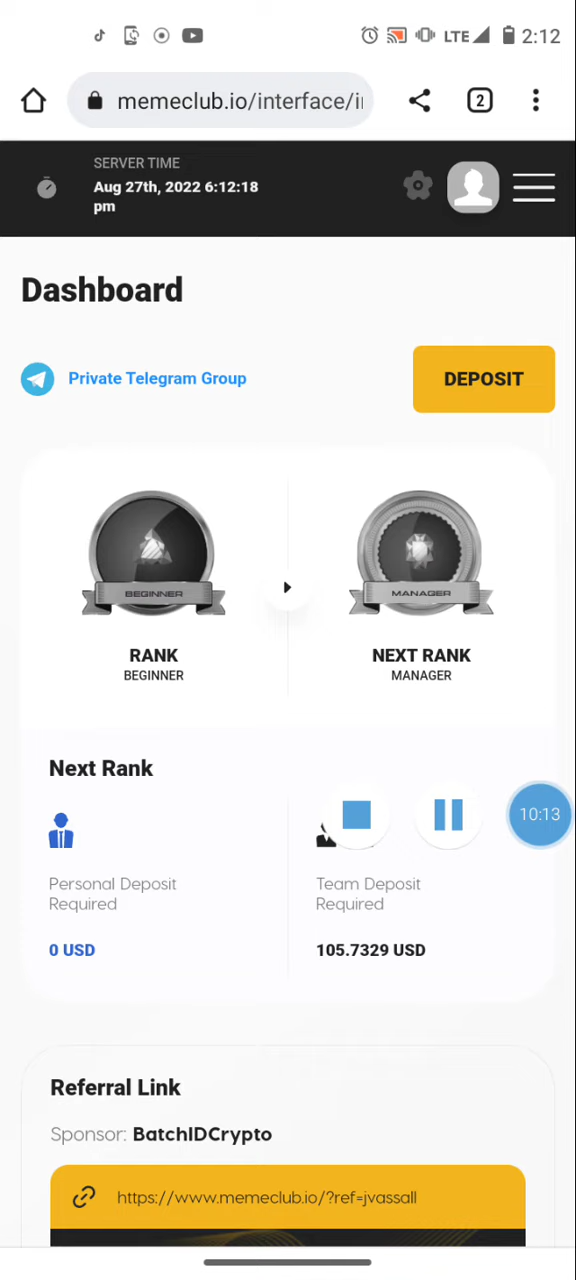 LTE 2:12
memeclub.io/interface/i
2
SERVER TIME
Aug 27th, 2022 6:12:18
pm
Dashboard
Private Telegram Group
DEPOSIT
BEGINNER
MANAGER
RANK
BEGINNER
NEXT RANK
MANAGER
Next Rank
10:13
Personal Deposit
Required
Team Deposit
Required
0 USD
105.7329 USD
Referral Link
Sponsor: BatchIDCrypto
https://www.memeclub.io/?ref=jvassall